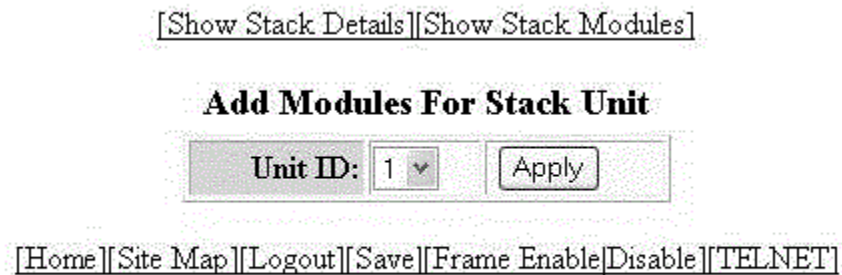 [Show Stack Details][Show Stack Modules]
Add Modules For Stack Unit
Unit ID: 1 Apply
[Home][Site Map][Logout][Save][Frame Enable|Disable][TELNET]